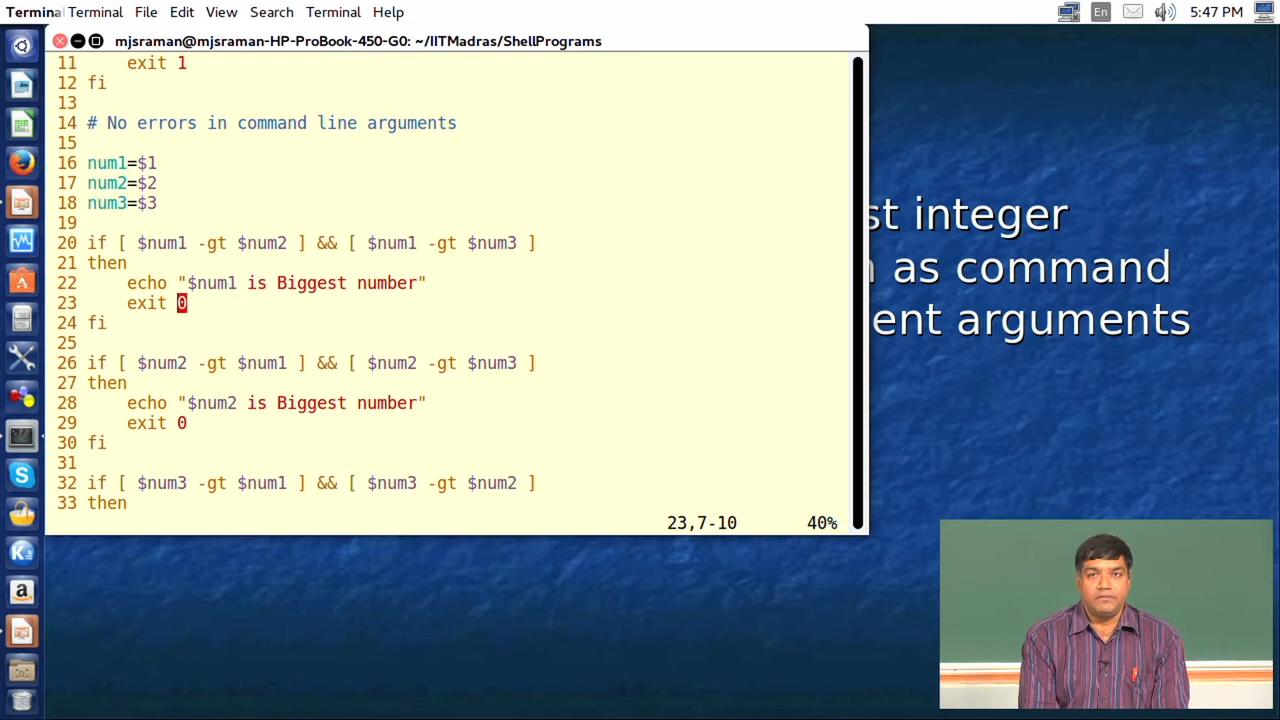 Terminal Terminal File Edit View Search Terminal Help En 5:47 PM
mjsraman@mjsraman-HP-ProBook-450-G0: ~/IITMadras/ShellPrograms
11 exit 1
12 fi
13
14 # No errors in command line arguments
15
16 num1=$1
17 num2=$2
18 num3=$3
19
20 if [ $num1 -gt $num2 ] && [ $num1 -gt $num3 ]
21 then
22 echo "$num1 is Biggest number"
23 exit 0
24 fi
25
26 if [ $num2 -gt $num1 ] && [ $num2 -gt $num3 ]
27 then
28 echo "$num2 is Biggest number"
29 exit 0
30 fi
31
32 if [ $num3 -gt $num1 ] && [ $num3 -gt $num2 ]
33 then
23,7-10 40%
st integer
as command
ent arguments